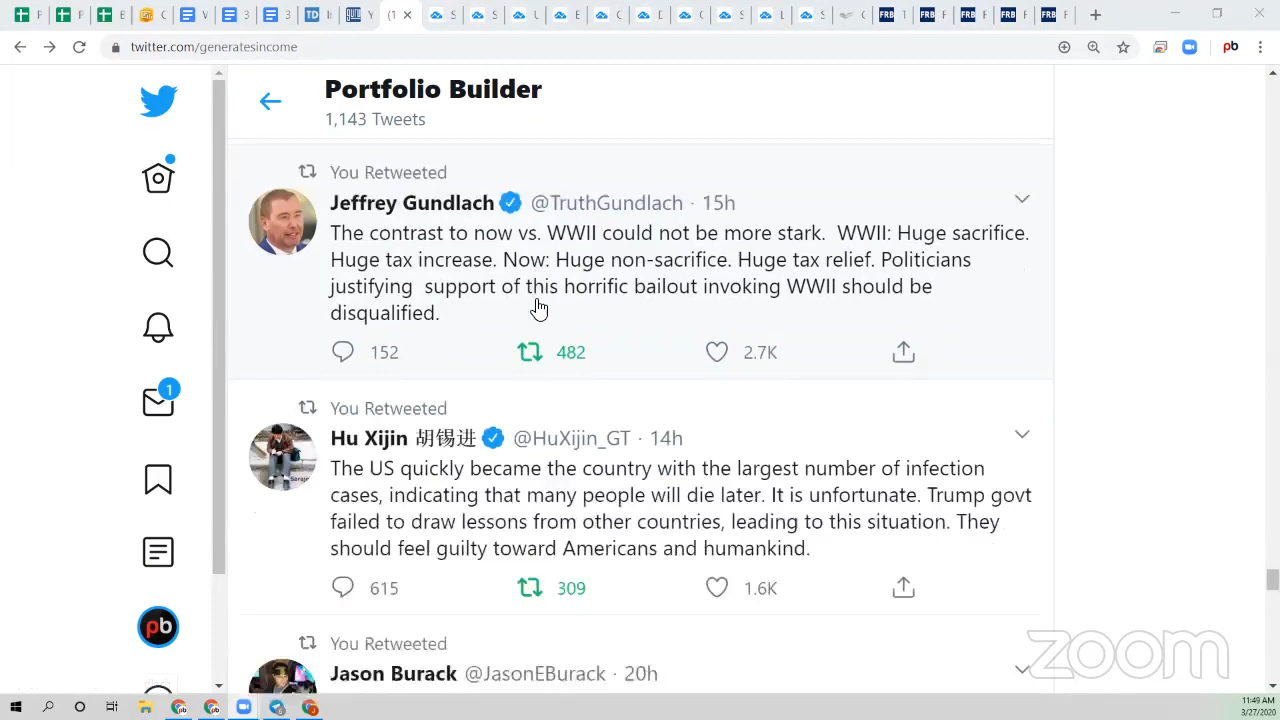 twitter.com/generatesincome
pb
Portfolio Builder
1,143 Tweets
You Retweeted
Jeffrey Gundlach @TruthGundlach · 15h
The contrast to now vs. WWII could not be more stark. WWII: Huge sacrifice.
Huge tax increase. Now: Huge non-sacrifice. Huge tax relief. Politicians
justifying support of this horrific bailout invoking WWII should be
disqualified.
152 482 2.7K
You Retweeted
Hu Xijin 胡锡进 @HuXijin_GT · 14h
The US quickly became the country with the largest number of infection
cases, indicating that many people will die later. It is unfortunate. Trump govt
failed to draw lessons from other countries, leading to this situation. They
should feel guilty toward Americans and humankind.
615 309 1.6K
You Retweeted
Jason Burack @JasonEBurack · 20h
1
pb
zoom
11:49 AM
3/27/2020